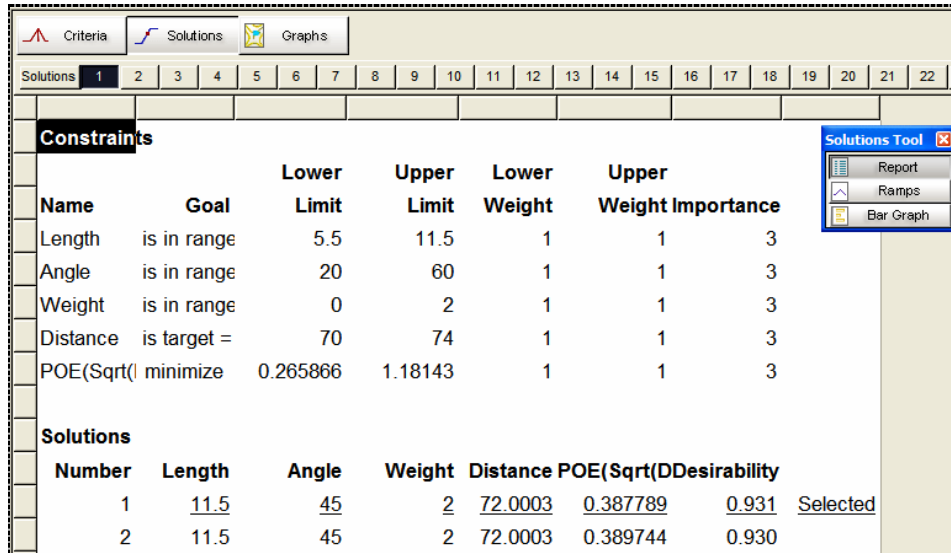 Criteria Solutions Graphs
Solutions 1 2 3 4 5 6 7 8 9 10 11 12 13 14 15 16 17 18 19 20 21 22
Constraints
Solutions Tool
Report
Ramps
Bar Graph
Lower Upper Lower Upper
Name Goal Limit Limit Weight Weight Importance
Length is in range 5.5 11.5 1 1 3
Angle is in range 20 60 1 1 3
Weight is in range 0 2 1 1 3
Distance is target = 70 74 1 1 3
POE(Sqrt( minimize 0.265866 1.18143 1 1 3
Solutions
Number Length Angle Weight Distance POE(Sqrt(D Desirability
1 11.5 45 2 72.0003 0.387789 0.931 Selected
2 11.5 45 2 72.0003 0.389744 0.930